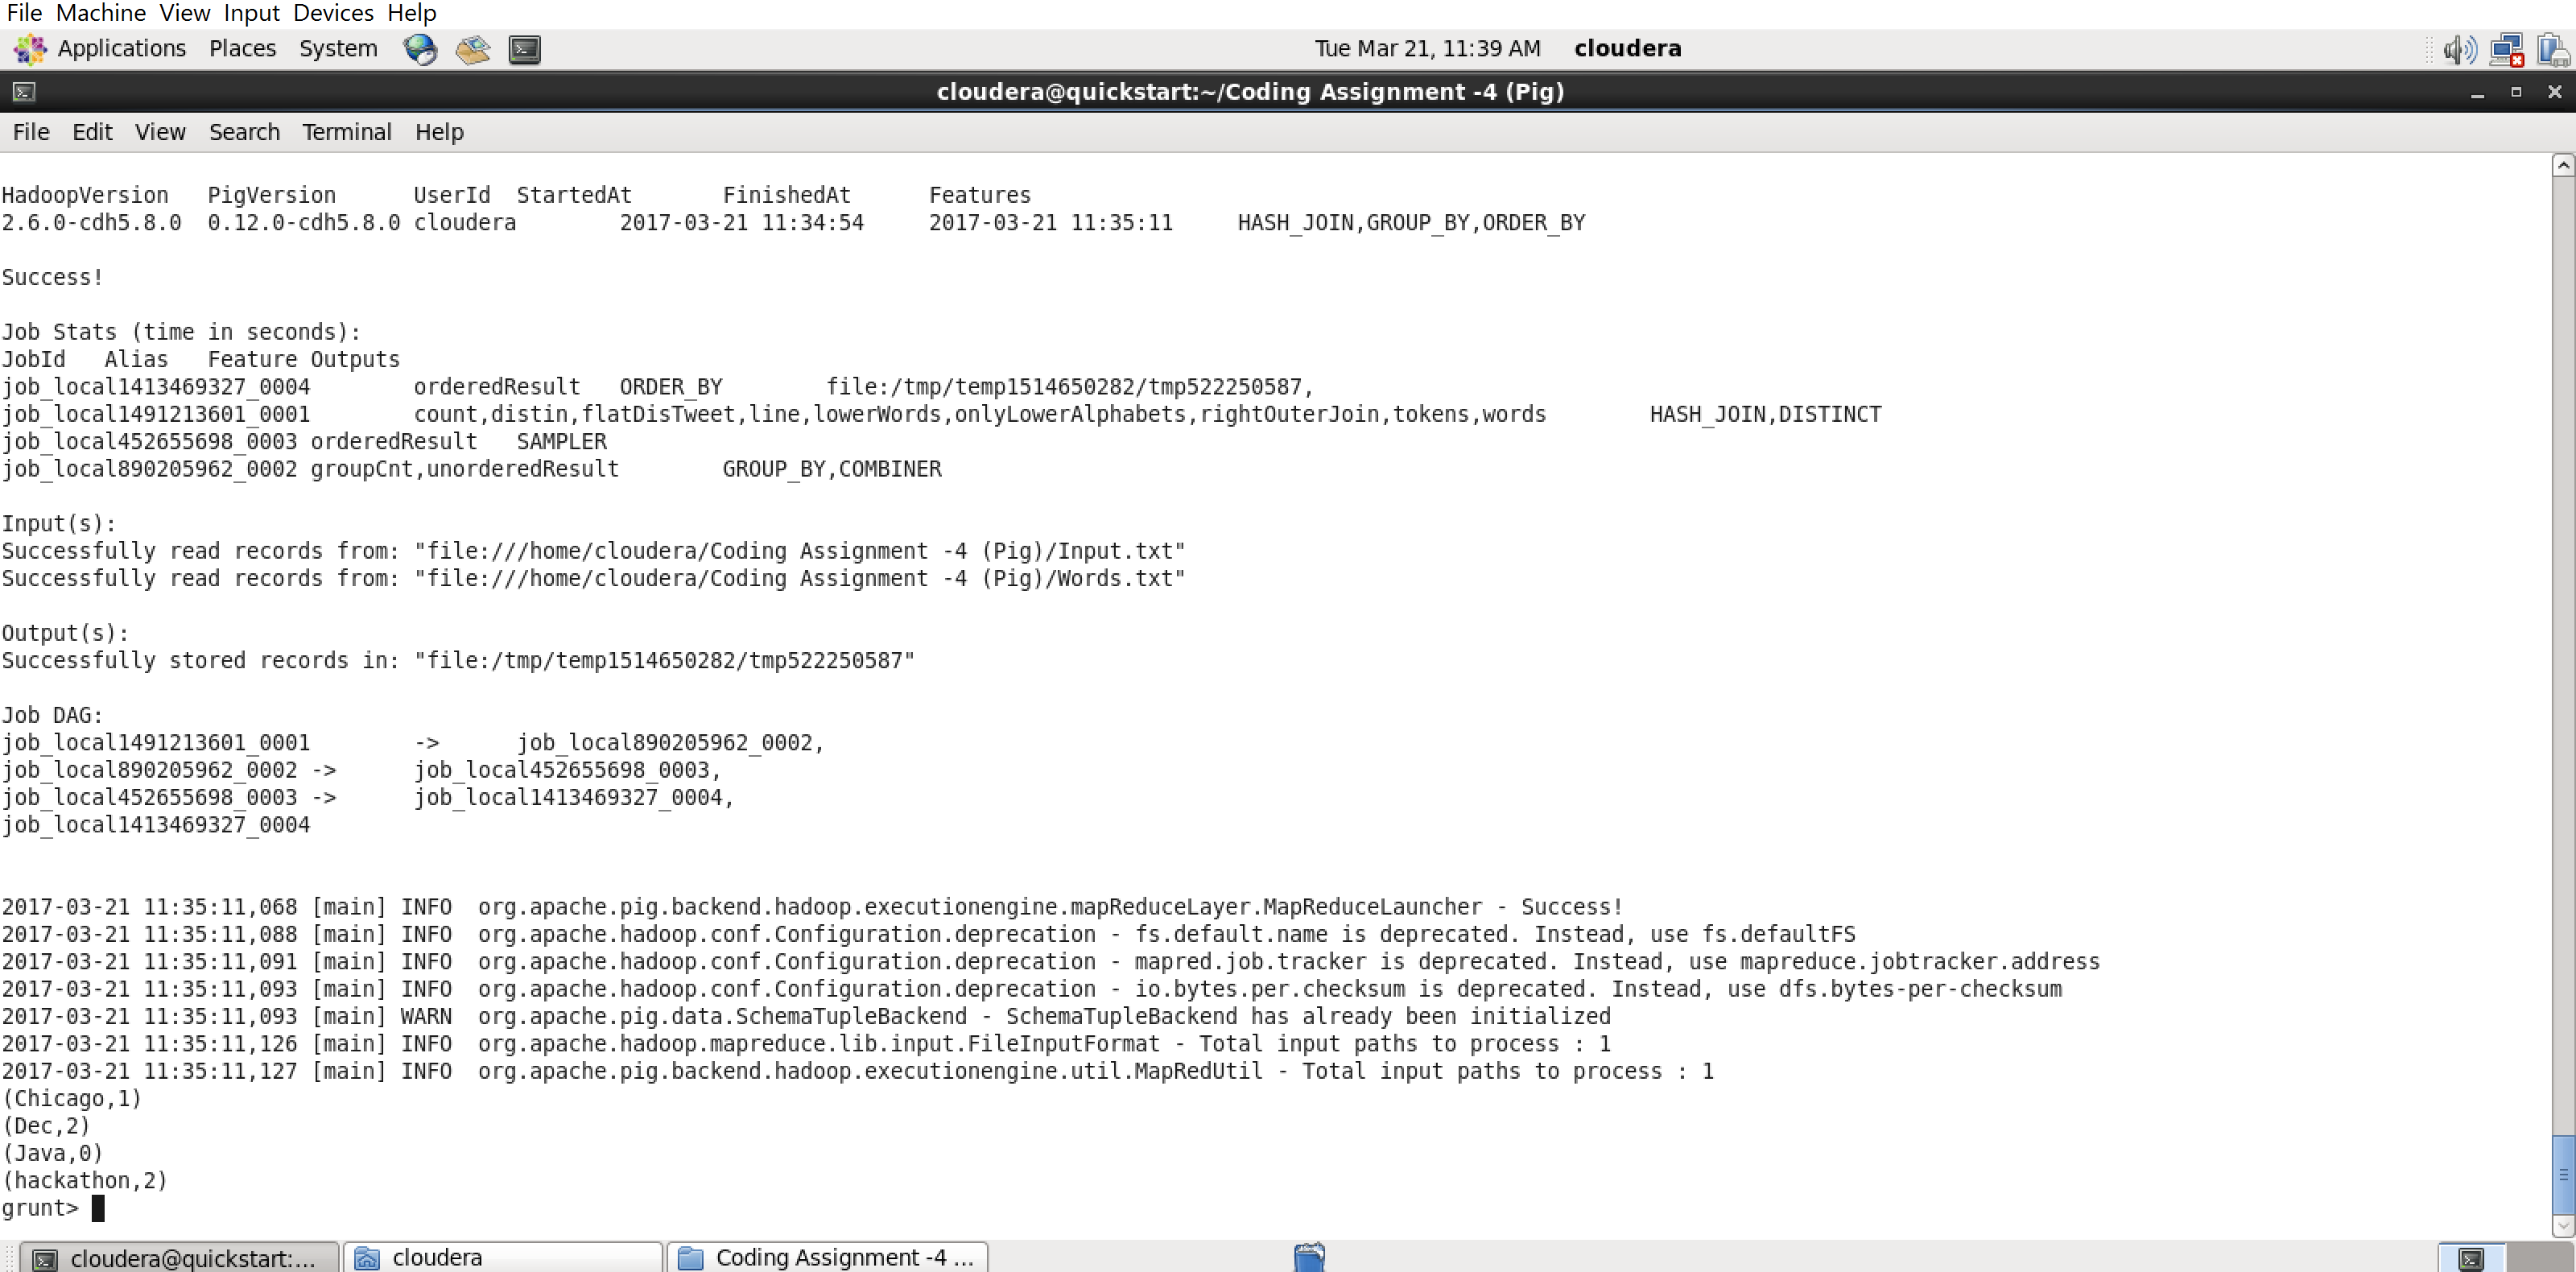 File Machine View Input Devices Help
Applications Places System Tue Mar 21, 11:39 AM cloudera
cloudera@quickstart:~/Coding Assignment -4 (Pig)
File Edit View Search Terminal Help
HadoopVersion PigVersion UserId StartedAt FinishedAt Features
2.6.0-cdh5.8.0 0.12.0-cdh5.8.0 cloudera 2017-03-21 11:34:54 2017-03-21 11:35:11 HASH_JOIN,GROUP_BY,ORDER_BY
Success!
Job Stats (time in seconds):
JobId Alias Feature Outputs
job_local1413469327_0004 orderedResult ORDER_BY file:/tmp/temp1514650282/tmp522250587,
job_local1491213601_0001 count,distin,flatDisTweet,line,lowerWords,onlyLowerAlphabets,rightOuterJoin,tokens,words HASH_JOIN,DISTINCT
job_local452655698_0003 orderedResult SAMPLER
job_local890205962_0002 groupCnt,unorderedResult GROUP_BY,COMBINER
Input(s):
Successfully read records from: "file:///home/cloudera/Coding Assignment -4 (Pig)/Input.txt"
Successfully read records from: "file:///home/cloudera/Coding Assignment -4 (Pig)/Words.txt"
Output(s):
Successfully stored records in: "file:/tmp/temp1514650282/tmp522250587"
Job DAG:
job_local1491213601_0001 -> job_local890205962_0002,
job_local890205962_0002 -> job_local452655698_0003,
job_local452655698_0003 -> job_local1413469327_0004,
job_local1413469327_0004
2017-03-21 11:35:11,068 [main] INFO org.apache.pig.backend.hadoop.executionengine.mapReduceLayer.MapReduceLauncher - Success!
2017-03-21 11:35:11,088 [main] INFO org.apache.hadoop.conf.Configuration.deprecation - fs.default.name is deprecated. Instead, use fs.defaultFS
2017-03-21 11:35:11,091 [main] INFO org.apache.hadoop.conf.Configuration.deprecation - mapred.job.tracker is deprecated. Instead, use mapreduce.jobtracker.address
2017-03-21 11:35:11,093 [main] INFO org.apache.hadoop.conf.Configuration.deprecation - io.bytes.per.checksum is deprecated. Instead, use dfs.bytes-per-checksum
2017-03-21 11:35:11,093 [main] WARN org.apache.pig.data.SchemaTupleBackend - SchemaTupleBackend has already been initialized
2017-03-21 11:35:11,126 [main] INFO org.apache.hadoop.mapreduce.lib.input.FileInputFormat - Total input paths to process : 1
2017-03-21 11:35:11,127 [main] INFO org.apache.pig.backend.hadoop.executionengine.util.MapRedUtil - Total input paths to process : 1
(Chicago,1)
(Dec,2)
(Java,0)
(hackathon,2)
grunt>
cloudera@quickstart:... cloudera Coding Assignment -4 ...